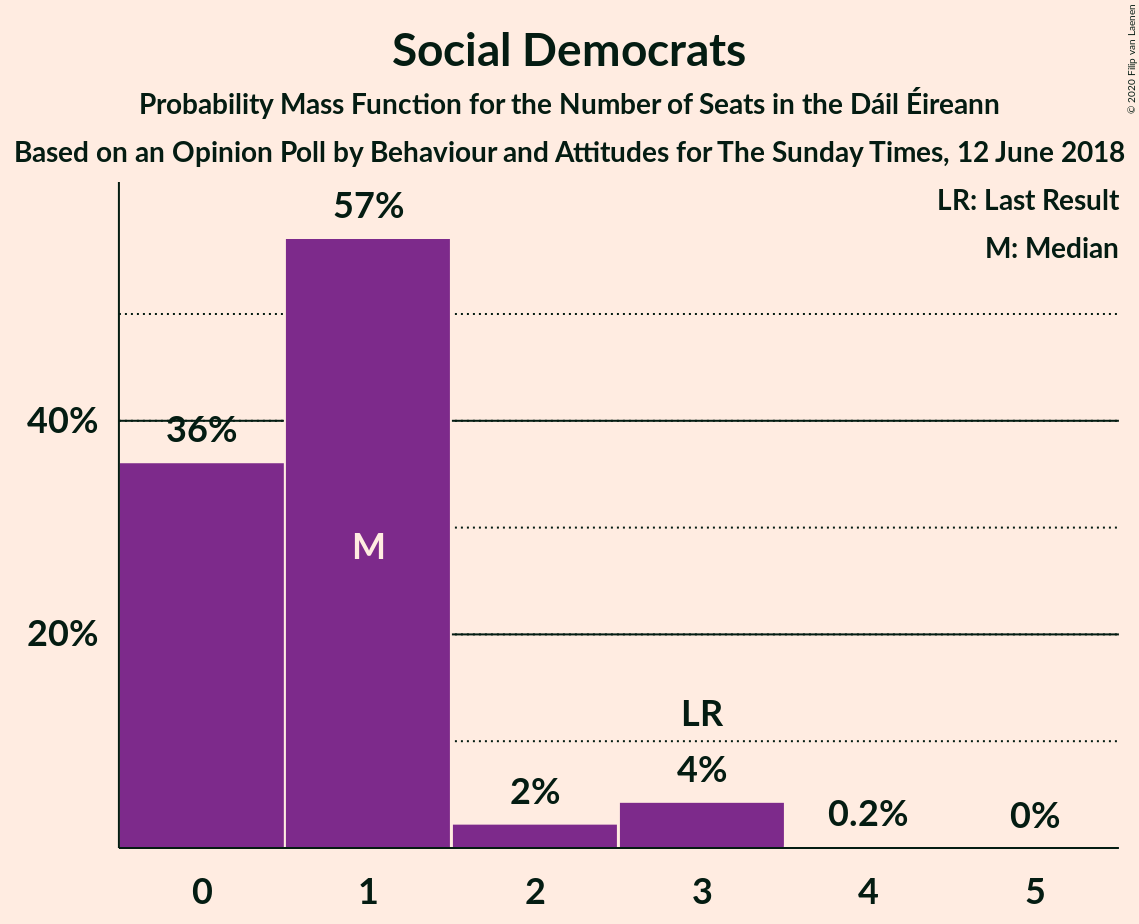 Social Democrats
Probability Mass Function for the Number of Seats in the Dáil Éireann
Based on an Opinion Poll by Behaviour and Attitudes for The Sunday Times, 12 June 2018
© 2020 Filip van Laenen
LR: Last Result
M: Median
57%
40%
36%
M
20%
LR
4%
2%
0.2%
0%
0 1 2 3 4 5